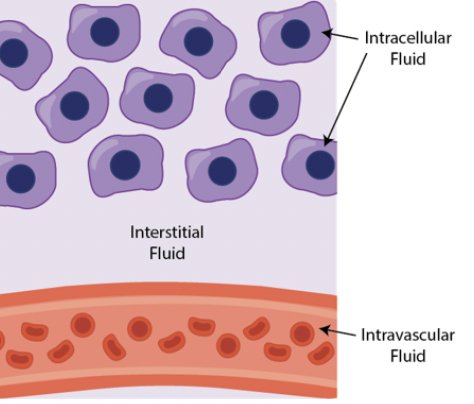 Intracellular
Fluid
Interstitial
Fluid
Intravascular
Fluid